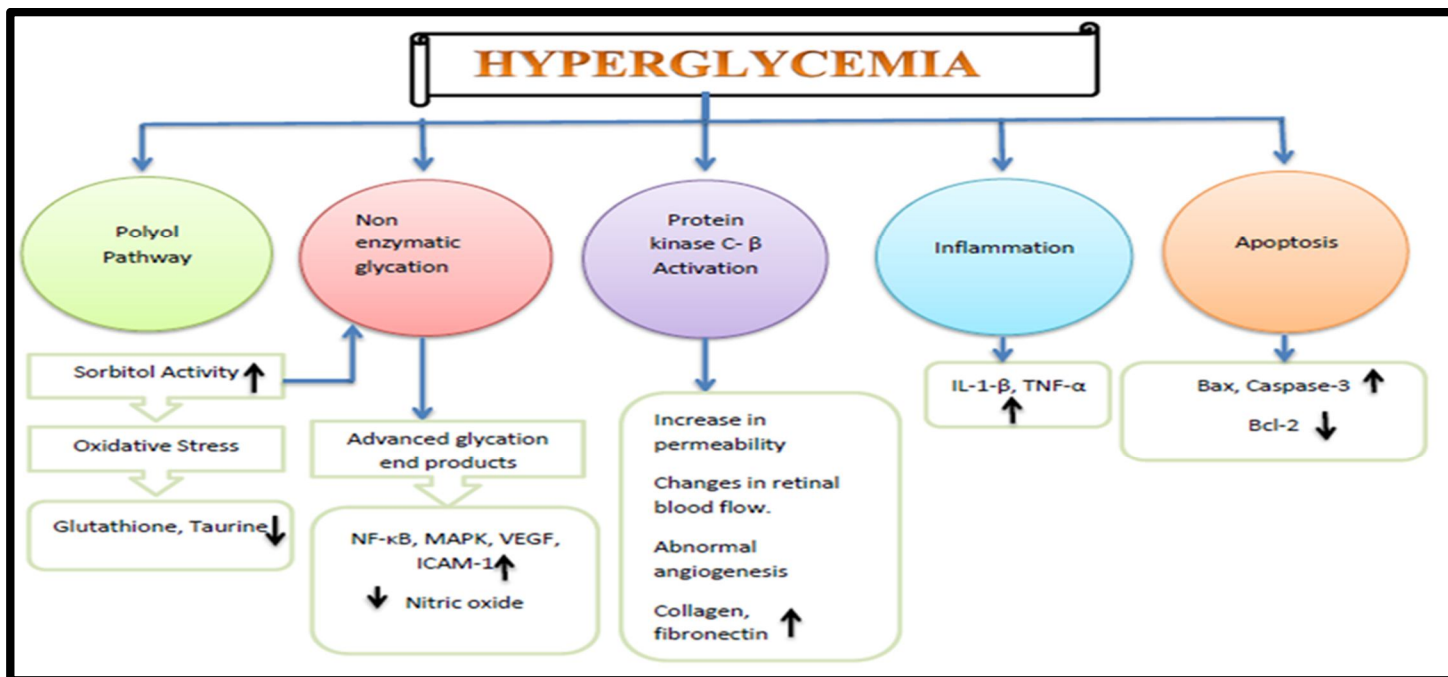 HYPERGLYCEMIA
Polyol
Pathway
Non
enzymatic
glycation
Protein
kinase C- β
Activation
Inflammation
Apoptosis
Sorbitol Activity
Oxidative Stress
Glutathione, Taurine
Advanced glycation
end products
NF-κB, MAPK, VEGF,
ICAM-1
Nitric oxide
Increase in
permeability
Changes in retinal
blood flow.
Abnormal
angiogenesis
Collagen,
fibronectin
IL-1-β, TNF-α
Bax, Caspase-3
Bcl-2